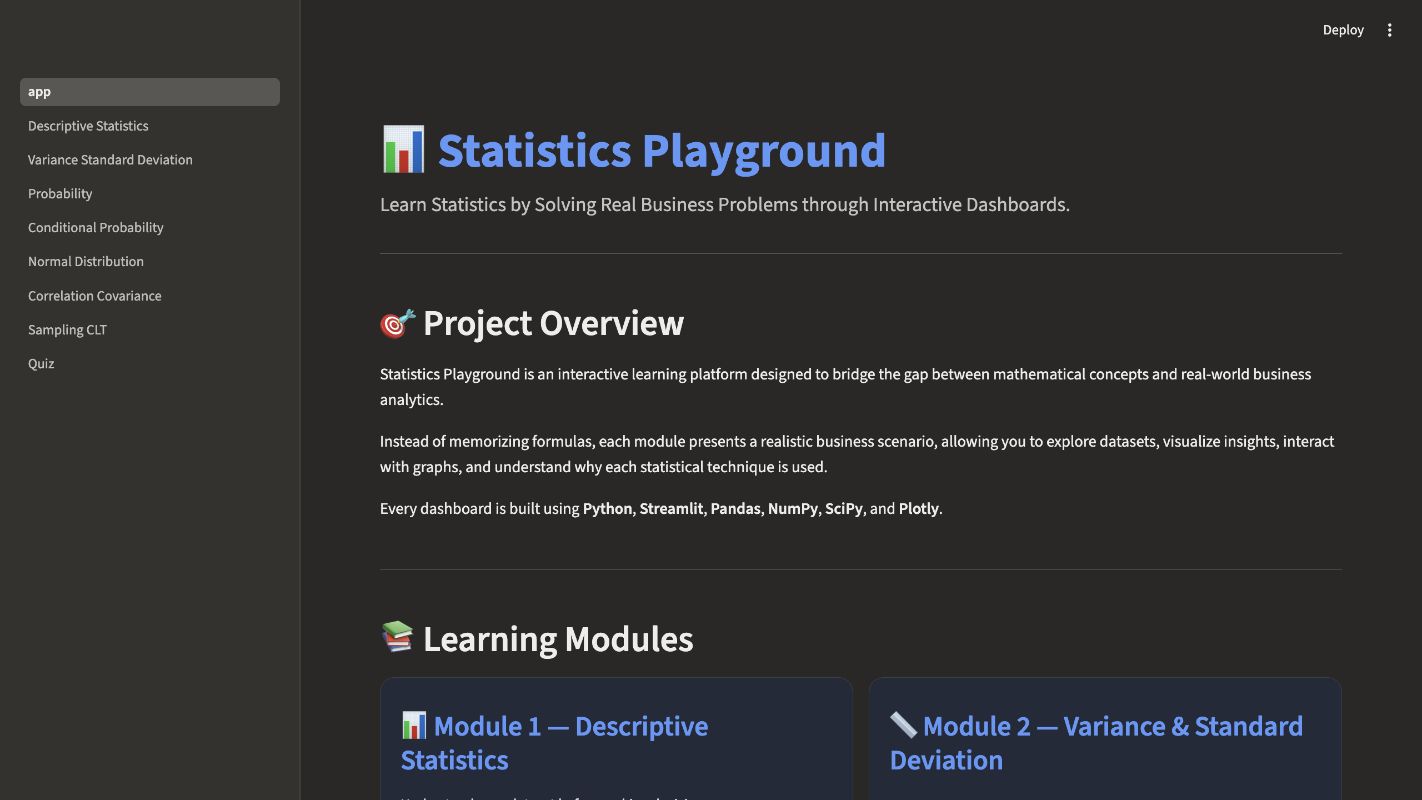 Deploy
app
Descriptive Statistics
Variance Standard Deviation
Probability
Conditional Probability
Normal Distribution
Correlation Covariance
Sampling CLT
Quiz
Statistics Playground
Learn Statistics by Solving Real Business Problems through Interactive Dashboards.
Project Overview
Statistics Playground is an interactive learning platform designed to bridge the gap between mathematical concepts and real-world business
analytics.
Instead of memorizing formulas, each module presents a realistic business scenario, allowing you to explore datasets, visualize insights, interact
with graphs, and understand why each statistical technique is used.
Every dashboard is built using Python, Streamlit, Pandas, NumPy, SciPy, and Plotly.
Learning Modules
Module 1 — Descriptive
Statistics
Module 2 — Variance & Standard
Deviation